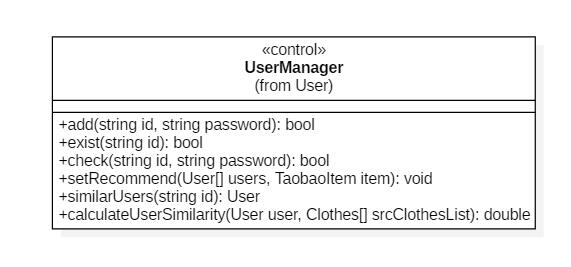 «control»
UserManager
(from User)
+add(string id, string password): bool
+exist(string id): bool
+check(string id, string password): bool
+setRecommend(User[] users, TaobaoItem item): void
+similarUsers(string id): User
+calculateUserSimilarity(User user, Clothes[] srcClothesList): double